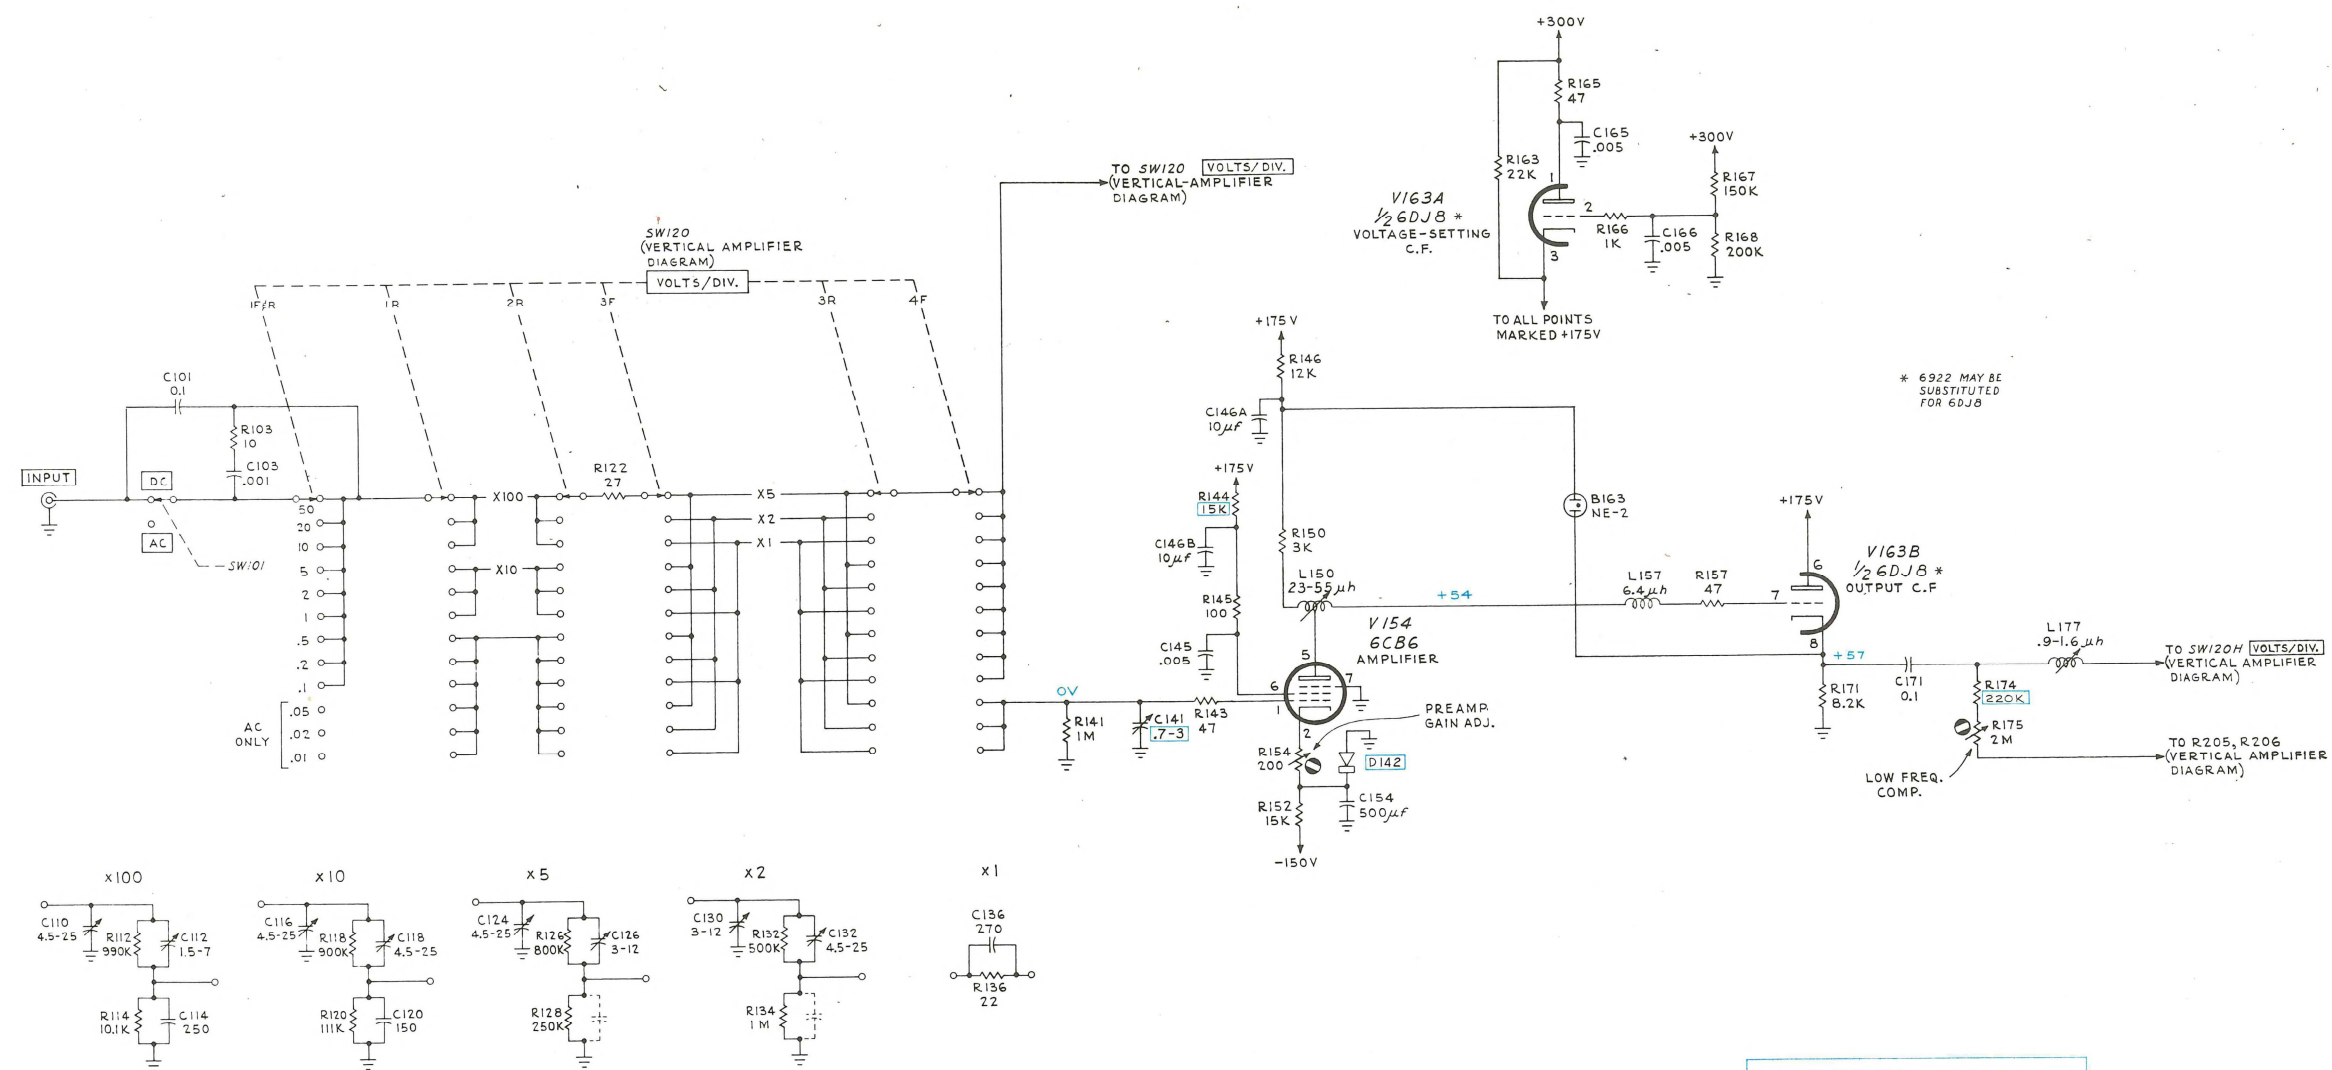 +300V
R165
47
C165
.005
+300V
R163
22K
R167
150K
1
V163A
½ 6DJ8 *
VOLTAGE-SETTING
C.F.
2
R166
1K
C166
.005
R168
200K
3
TO ALL POINTS
MARKED +175V
TO SW120 VOLTS/DIV.
(VERTICAL-AMPLIFIER
DIAGRAM)
SW120
(VERTICAL AMPLIFIER
DIAGRAM)
VOLTS/DIV.
1F&R
1R
2R
3F
3R
4F
* 6922 MAY BE
SUBSTITUTED
FOR 6DJ8
C101
0.1
R103
10
C103
.001
INPUT
DC
AC
SW101
50
20
10
5
2
1
.5
.2
.1
AC
ONLY
.05
.02
.01
X100
X10
R122
27
X5
X2
X1
+175V
R146
12K
C146A
10µf
+175V
R144
15K
C146B
10µf
R150
3K
L150
23-55µh
R145
100
C145
.005
+54
B163
NE-2
V154
6CB6
AMPLIFIER
5
6
7
1
2
0V
R141
1M
C141
.7-3
R143
47
PREAMP.
GAIN ADJ.
R154
200
D142
R152
15K
C154
500µf
-150V
L157
6.4µh
R157
47
+175V
V163B
½ 6DJ8 *
OUTPUT C.F
6
7
8
+57
R171
8.2K
C171
0.1
L177
.9-1.6µh
TO SW120H VOLTS/DIV.
(VERTICAL AMPLIFIER
DIAGRAM)
R174
220K
R175
2M
LOW FREQ.
COMP.
TO R205, R206
(VERTICAL AMPLIFIER
DIAGRAM)
X100
C110
4.5-25
R112
990K
C112
1.5-7
R114
10.1K
C114
250
X10
C116
4.5-25
R118
900K
C118
4.5-25
R120
111K
C120
150
X5
C124
4.5-25
R126
800K
C126
3-12
R128
250K
X2
C130
3-12
R132
500K
C132
4.5-25
R134
1M
X1
C136
270
R136
22